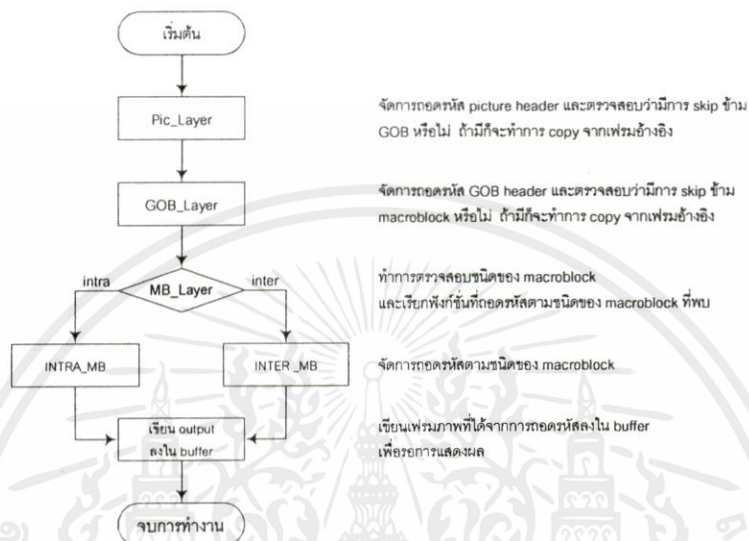 เริ่มต้น
Pic_Layer
จัดการถอดรหัส picture header และตรวจสอบว่ามีการ skip ข้าม
GOB หรือไม่ ถ้ามีก็จะทำการ copy จากเฟรมอ้างอิง
GOB_Layer
จัดการถอดรหัส GOB header และตรวจสอบว่ามีการ skip ข้าม
macroblock หรือไม่ ถ้ามีก็จะทำการ copy จากเฟรมอ้างอิง
intra
MB_Layer
inter
ทำการตรวจสอบชนิดของ macroblock
และเรียกฟังก์ชั่นที่ถอดรหัสตามชนิดของ macroblock ที่พบ
INTRA_MB
INTER_MB
จัดการถอดรหัสตามชนิดของ macroblock
เขียน output
ลงใน buffer
เขียนเฟรมภาพที่ได้จากการถอดรหัสลงใน buffer
เพื่อรอการแสดงผล
จบการทำงาน